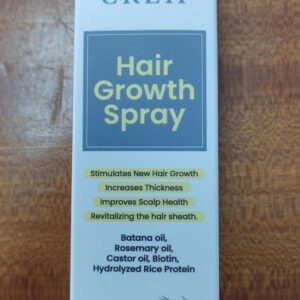 Hair
Growth
Spray
Stimulates New Hair Growth
Increases Thickness
Improves Scalp Health
Revitalizing the hair sheath.
Batana oil,
Rosemary oil,
Castor oil, Biotin,
Hydrolyzed Rice Protein